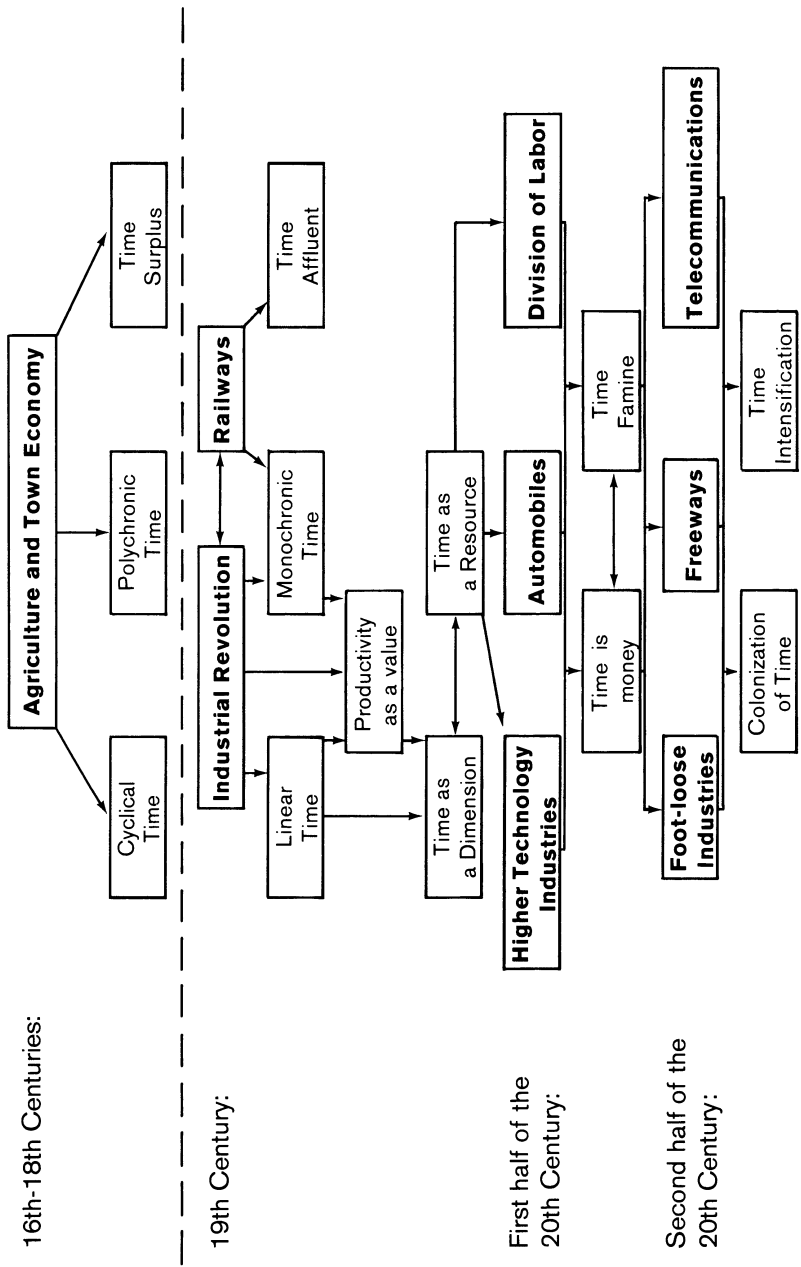 16th-18th Centuries:
Agriculture and Town Economy
Cyclical
Time
Polychronic
Time
Time
Surplus
19th Century:
Industrial Revolution
Railways
Linear
Time
Monochronic
Time
Time
Affluent
Productivity
as a value
Time as
a Dimension
Time as
a Resource
First half of the
20th Century:
Higher Technology
Industries
Automobiles
Division of Labor
Time is
money
Time
Famine
Second half of the
20th Century:
Foot-loose
Industries
Freeways
Telecommunications
Colonization
of Time
Time
Intensification